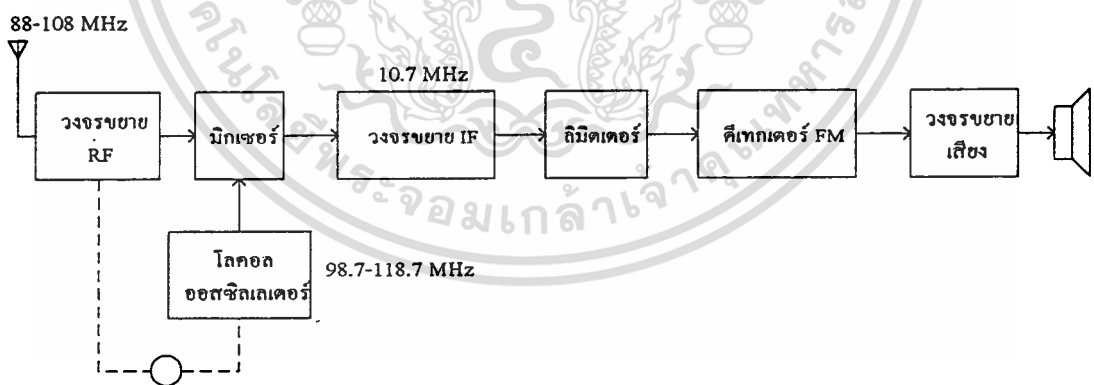 88-108 MHz
วงจรขยาย
RF
มิกเซอร์
10.7 MHz
วงจรขยาย IF
ลิมิตเตอร์
ดีเทกเตอร์ FM
วงจรขยาย
เสียง
โลคอล
ออสซิลเลเตอร์
98.7-118.7 MHz